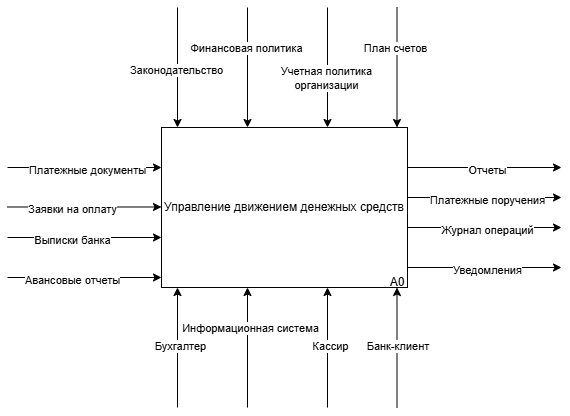 Финансовая политика
План счетов
Законодательство
Учетная политика
организации
Платежные документы
Заявки на оплату
Выписки банка
Авансовые отчеты
Управление движением денежных средств
A0
Отчеты
Платежные поручения
Журнал операций
Уведомления
Информационная система
Бухгалтер
Кассир
Банк-клиент